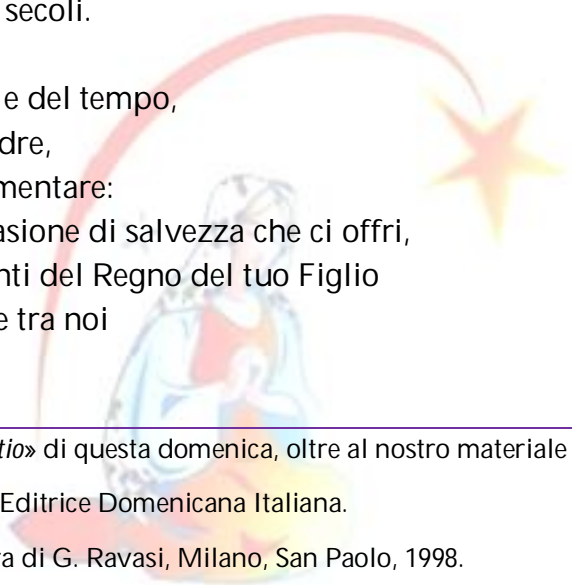 secoli.
e del tempo,
dre,
mentare:
asione di salvezza che ci offri,
nti del Regno del tuo Figlio
e tra noi
tio» di questa domenica, oltre al nostro materiale
Editrice Domenicana Italiana.
a di G. Ravasi, Milano, San Paolo, 1998.